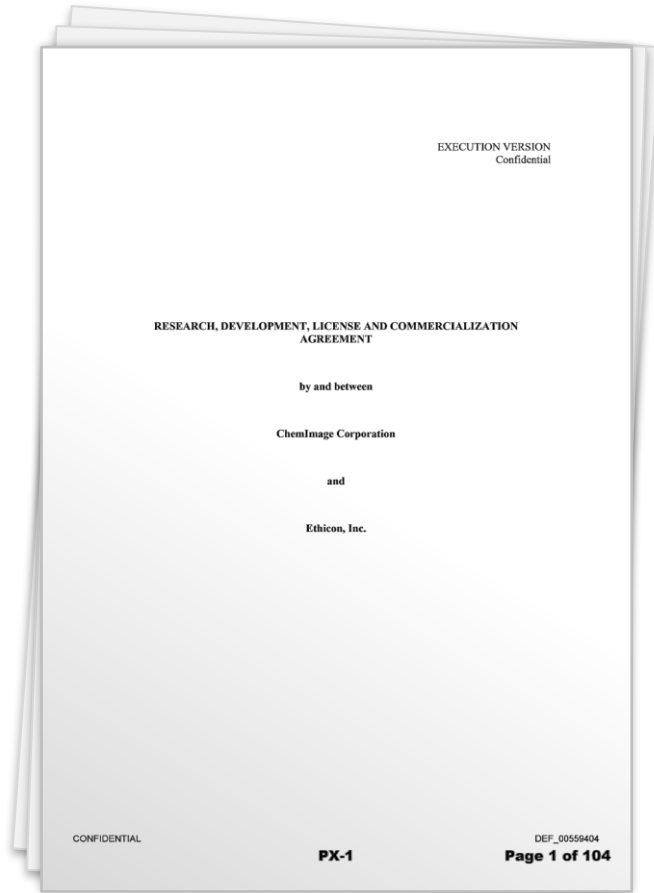 EXECUTION VERSION
Confidential
RESEARCH, DEVELOPMENT, LICENSE AND COMMERCIALIZATION
AGREEMENT
by and between
ChemImage Corporation
and
Ethicon, Inc.
CONFIDENTIAL
DEF_00559404
PX-1
Page 1 of 104